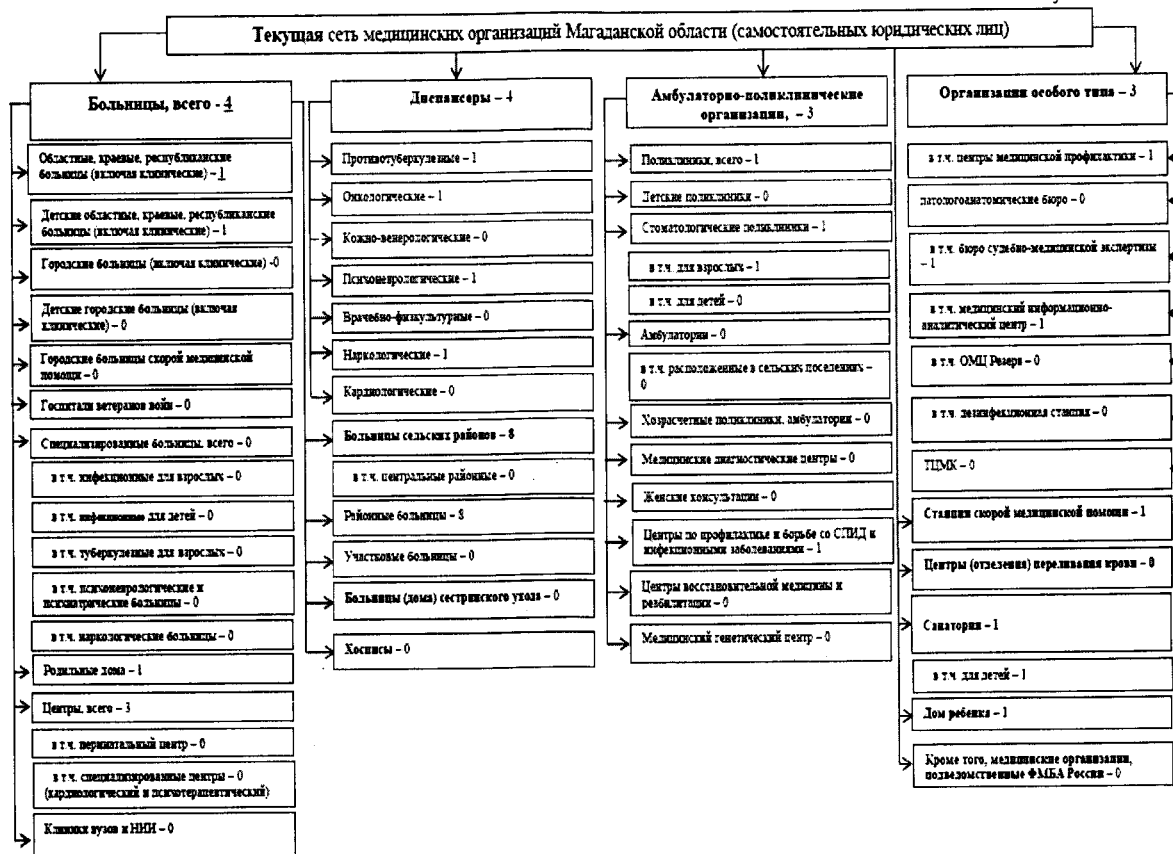 Текущая сеть медицинских организаций Магаданской области (самостоятельных юридических лиц)
Больницы, всего - 4
Областные, краевые, республиканские
больницы (включая клинические) – 1
Детские областные, краевые, республиканские
больницы (включая клинические) – 1
Городские больницы (включая клинические) -0
Детские городские больницы (включая
клинические) – 0
Городские больницы скорой медицинской
помощи – 0
Госпитали ветеранов войн – 0
Специализированные больницы, всего – 0
в т.ч. инфекционные для взрослых – 0
в т.ч. инфекционные для детей – 0
в т.ч. туберкулезные для взрослых – 0
в т.ч. психоневрологические и
психиатрические больницы – 0
в т.ч. наркологические больницы – 0
Родильные дома – 1
Центры, всего – 3
в т.ч. перинатальный центр – 0
в т.ч. специализированные центры – 0
(кардиологический и психотерапевтический)
Клиники вузов и НИИ – 0
Диспансеры – 4
Противотуберкулезные – 1
Онкологические – 1
Кожно-венерологические – 0
Психоневрологические – 1
Врачебно-физкультурные – 0
Наркологические – 1
Кардиологические – 0
Больницы сельских районов – 8
в т.ч. центральные районные – 0
Районные больницы – 8
Участковые больницы – 0
Больницы (дома) сестринского ухода – 0
Хосписы – 0
Амбулаторно-поликлинические
организации, – 3
Поликлиники, всего – 1
Детские поликлиники – 0
Стоматологические поликлиники – 1
в т.ч. для взрослых – 1
в т.ч. для детей – 0
Амбулатории – 0
в т.ч. расположенные в сельских поселениях –
0
Хозрасчетные поликлиники, амбулатории – 0
Медицинские диагностические центры – 0
Женские консультации – 0
Центры по профилактике и борьбе со СПИД и
инфекционными заболеваниями – 1
Центры восстановительной медицины и
реабилитации – 0
Медицинский генетический центр – 0
Организации особого типа – 3
в т.ч. центры медицинской профилактики – 1
патологоанатомические бюро – 0
в т.ч. бюро судебно-медицинской экспертизы
– 1
в т.ч. медицинский информационно-
аналитический центр – 1
в т.ч. ОМЦ Резерв – 0
в т.ч. дезинфекционная станция – 0
ТЦМК – 0
Станции скорой медицинской помощи – 1
Центры (отделения) переливания крови – 0
Санатории – 1
в т.ч. для детей – 1
Дом ребенка – 1
Кроме того, медицинские организации,
подведомственные ФМБА России – 0